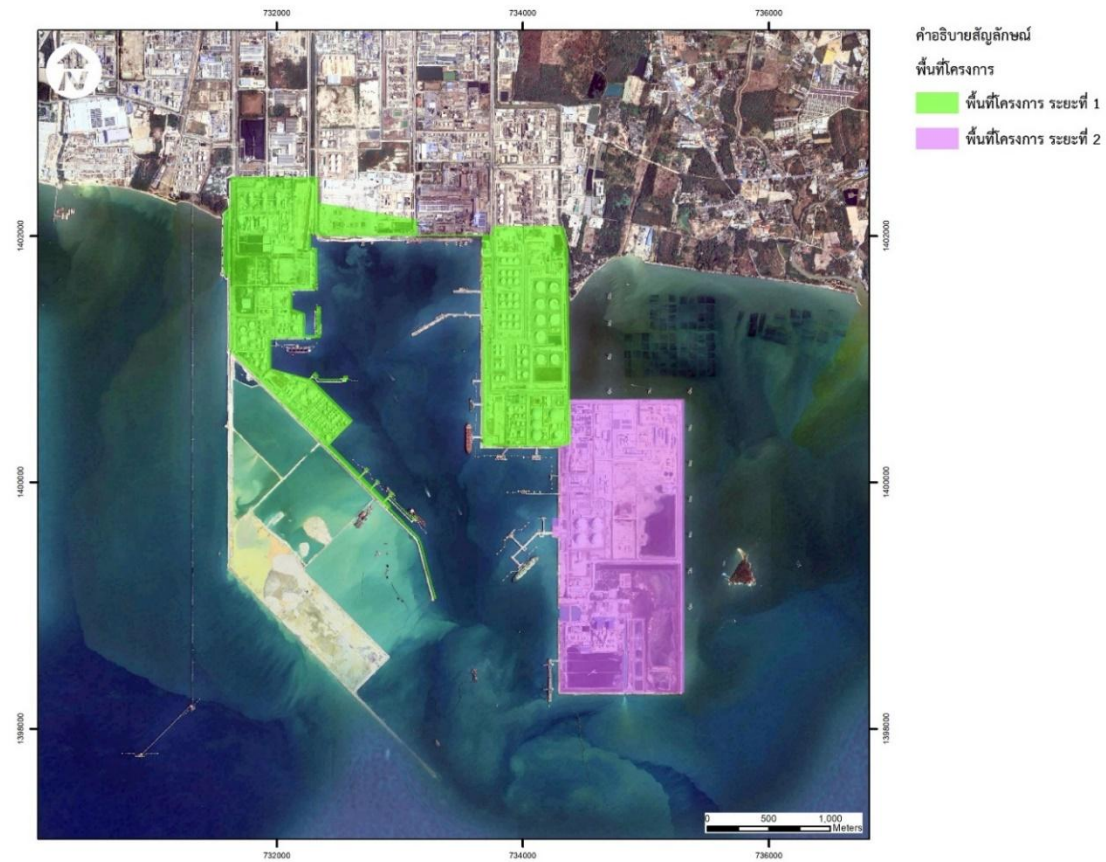 732000 734000 736000
N
คำอธิบายสัญลักษณ์
พื้นที่โครงการ
พื้นที่โครงการ ระยะที่ 1
พื้นที่โครงการ ระยะที่ 2
1402000 1402000
1400000 1400000
1398000 1398000
0 500 1,000
Meters
732000 734000 736000